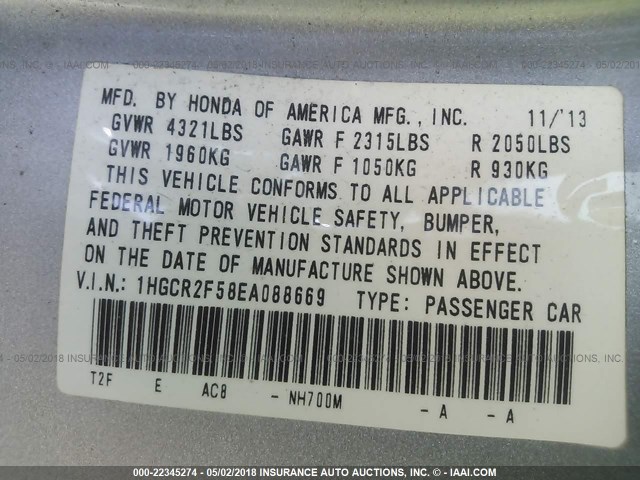 MFD. BY HONDA OF AMERICA MFG., INC. 11/'13
GVWR 4321LBS GAWR F 2315LBS R 2050LBS
GVWR 1960KG GAWR F 1050KG R 930KG
THIS VEHICLE CONFORMS TO ALL APPLICABLE
FEDERAL MOTOR VEHICLE SAFETY, BUMPER,
AND THEFT PREVENTION STANDARDS IN EFFECT
ON THE DATE OF MANUFACTURE SHOWN ABOVE.
V.I.N.: 1HGCR2F58EA088669 TYPE: PASSENGER CAR
T2F E AC8 - NH700M - A - A
000-22345274 - 05/02/2018 INSURANCE AUTO AUCTIONS, INC. - © IAAI.COM